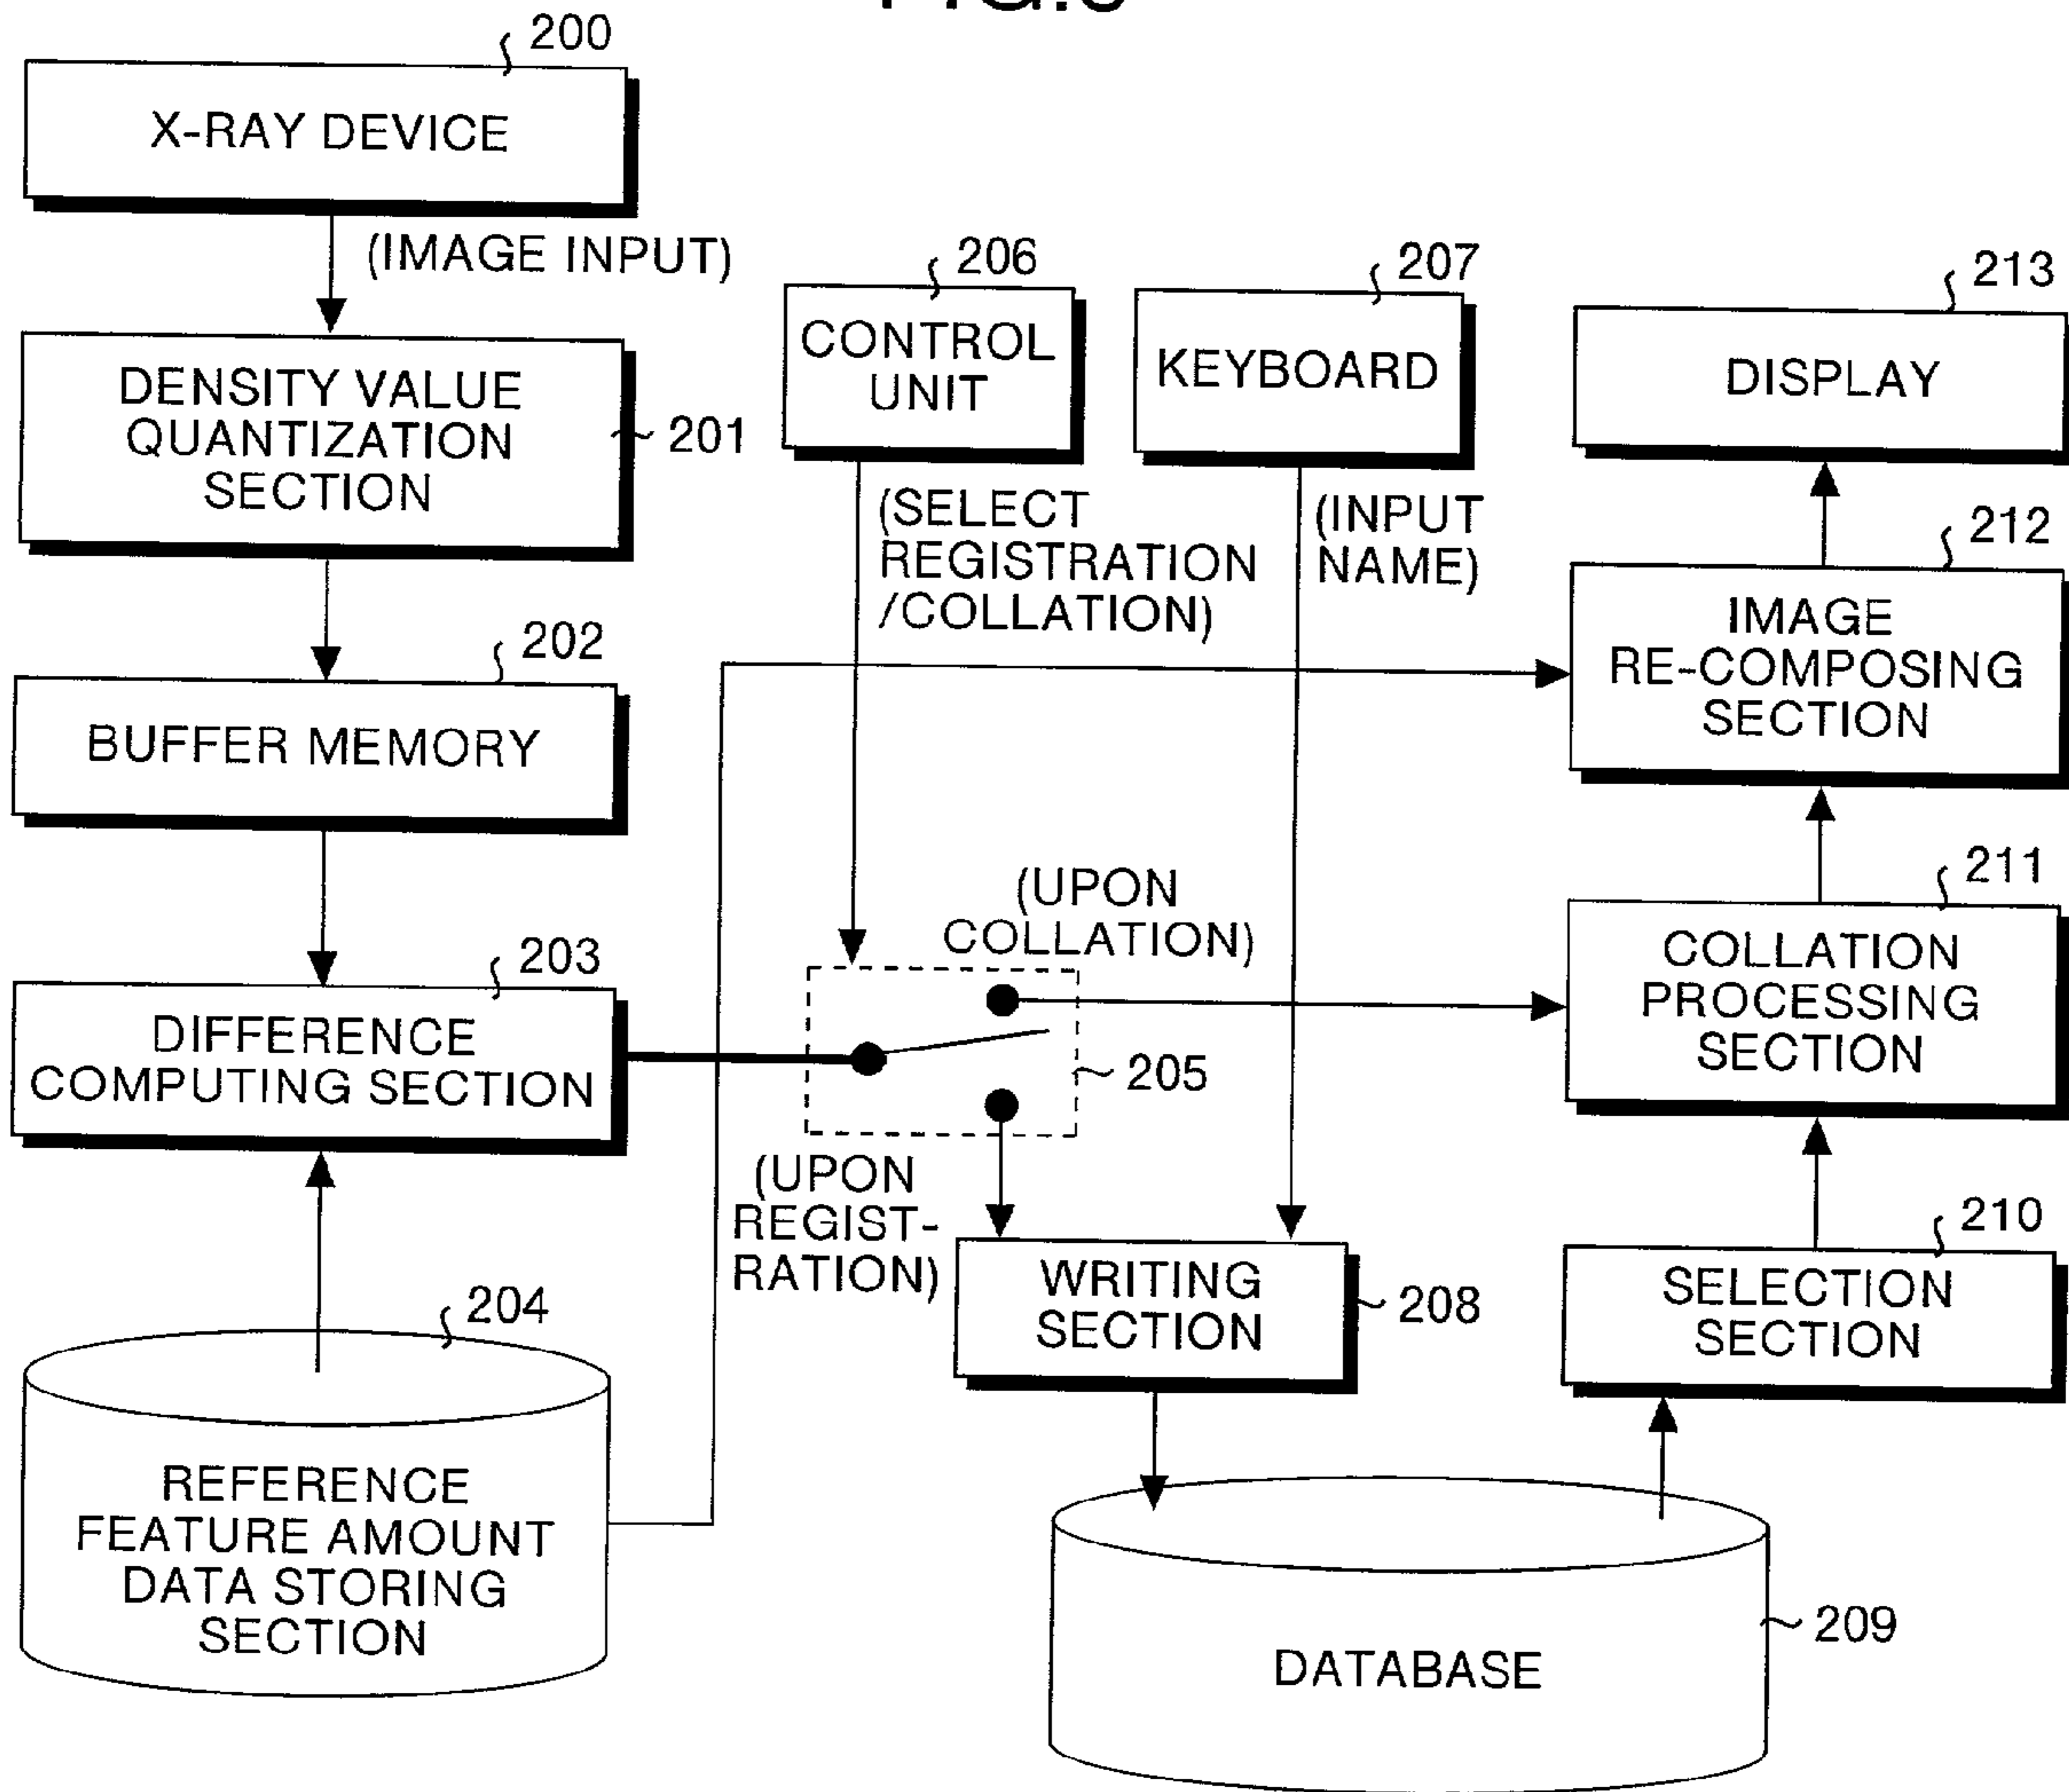 200
X-RAY DEVICE
(IMAGE INPUT)
DENSITY VALUE
QUANTIZATION
SECTION
201
202
BUFFER MEMORY
203
DIFFERENCE
COMPUTING SECTION
204
REFERENCE
FEATURE AMOUNT
DATA STORING
SECTION
206
CONTROL
UNIT
(SELECT
REGISTRATION
/COLLATION)
207
KEYBOARD
(INPUT
NAME)
(UPON
COLLATION)
205
(UPON
REGIST-
RATION)
WRITING
SECTION
208
DATABASE
209
213
DISPLAY
212
IMAGE
RE-COMPOSING
SECTION
211
COLLATION
PROCESSING
SECTION
210
SELECTION
SECTION